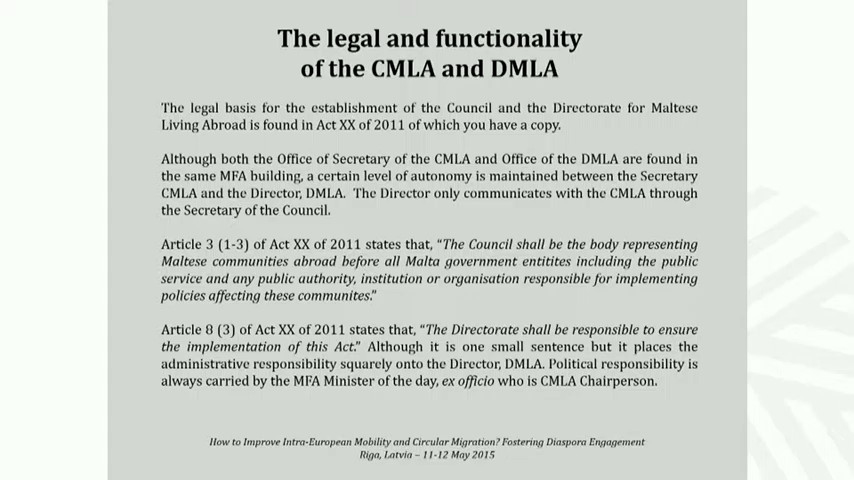 The legal and functionality
of the CMLA and DMLA
The legal basis for the establishment of the Council and the Directorate for Maltese
Living Abroad is found in Act XX of 2011 of which you have a copy.
Although both the Office of Secretary of the CMLA and Office of the DMLA are found in
the same MFA building, a certain level of autonomy is maintained between the Secretary
CMLA and the Director, DMLA. The Director only communicates with the CMLA through
the Secretary of the Council.
Article 3 (1-3) of Act XX of 2011 states that, “The Council shall be the body representing
Maltese communities abroad before all Malta government entitites including the public
service and any public authority, institution or organisation responsible for implementing
policies affecting these communites.”
Article 8 (3) of Act XX of 2011 states that, “The Directorate shall be responsible to ensure
the implementation of this Act.” Although it is one small sentence but it places the
administrative responsibility squarely onto the Director, DMLA. Political responsibility is
always carried by the MFA Minister of the day, ex officio who is CMLA Chairperson.
How to Improve Intra-European Mobility and Circular Migration? Fostering Diaspora Engagement
Riga, Latvia – 11-12 May 2015